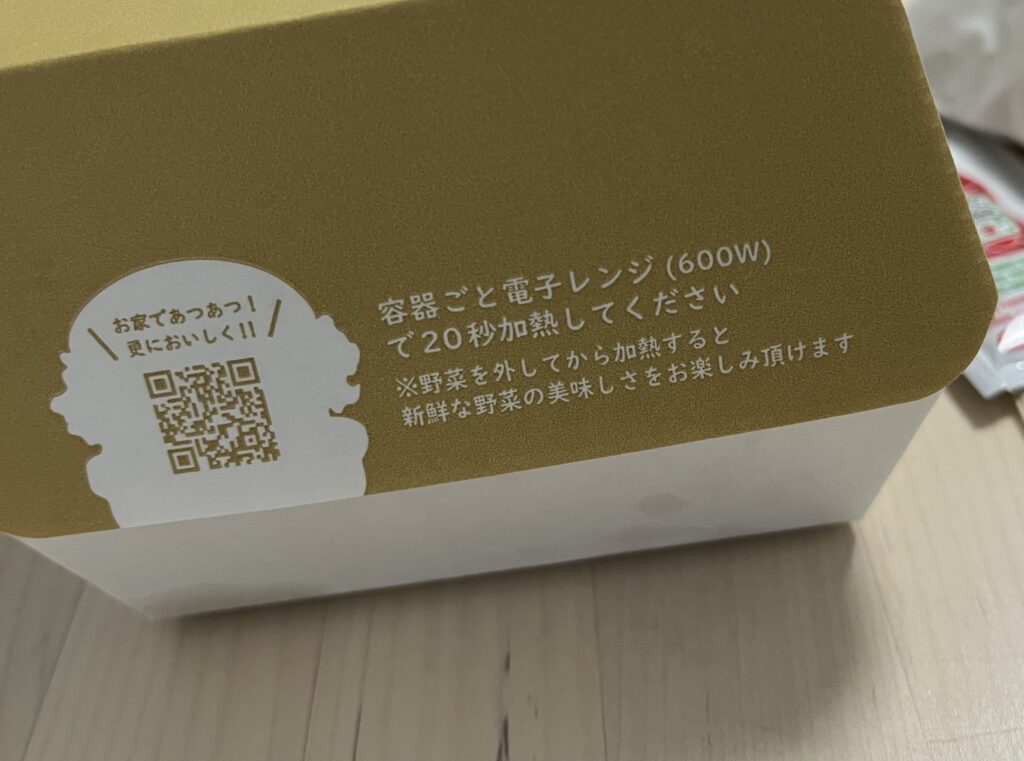 お家であつあつ！
更においしく!!
容器ごと電子レンジ(600W)
で20秒加熱してください
※野菜を外してから加熱すると
新鮮な野菜の美味しさをお楽しみ頂けます